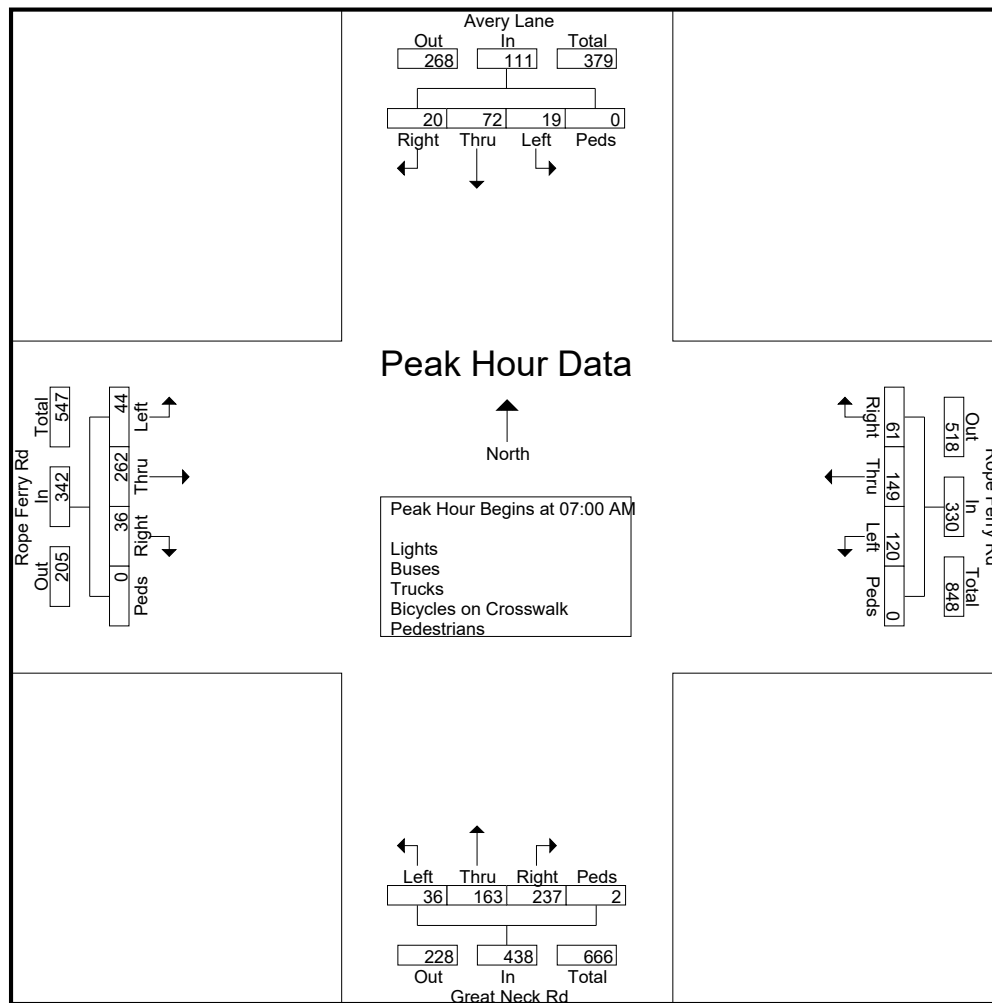 Avery Lane
Out In Total
268 111 379
20 72 19 0
Right Thru Left Peds
Peak Hour Data
North
Peak Hour Begins at 07:00 AM
Lights
Buses
Trucks
Bicycles on Crosswalk
Pedestrians
Rope Ferry Rd
Out In Total
205 342 547
44 262 36 0
Left Thru Right Peds
Rope Ferry Rd
Out In Total
518 330 848
61 149 120 0
Right Thru Left Peds
Left Thru Right Peds
36 163 237 2
228 438 666
Out In Total
Great Neck Rd